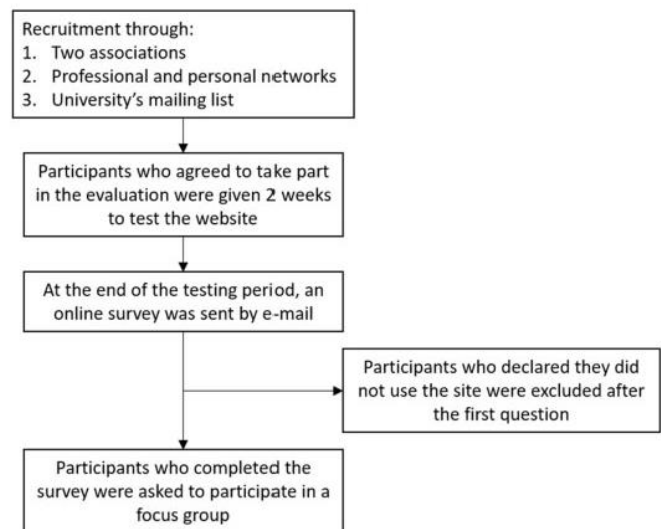 Recruitment through:
1. Two associations
2. Professional and personal networks
3. University's mailing list
Participants who agreed to take part
in the evaluation were given 2 weeks
to test the website
At the end of the testing period, an
online survey was sent by e-mail
Participants who declared they did
not use the site were excluded after
the first question
Participants who completed the
survey were asked to participate in a
focus group